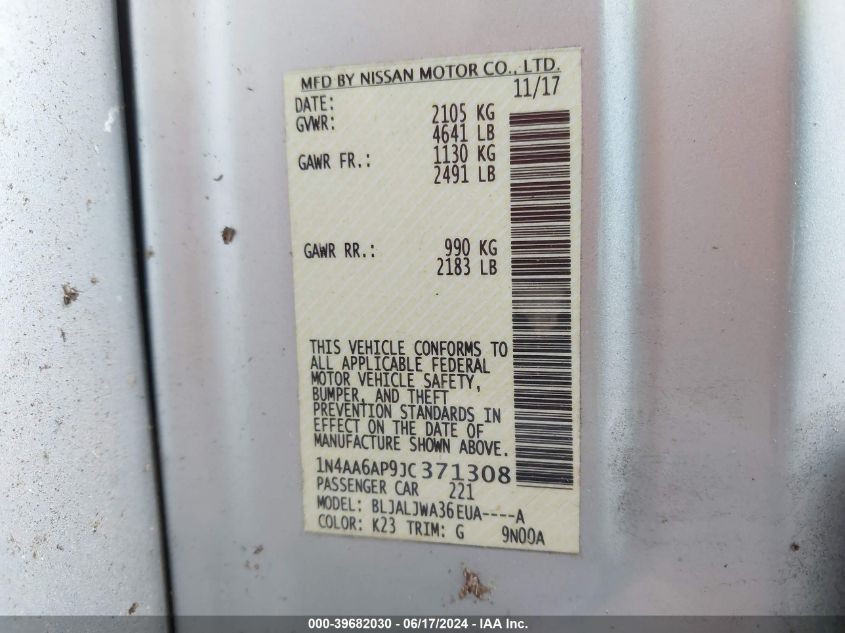 MFD BY NISSAN MOTOR CO., LTD.
DATE: 11/17
GVWR: 2105 KG
4641 LB
GAWR FR.: 1130 KG
2491 LB
GAWR RR.: 990 KG
2183 LB
THIS VEHICLE CONFORMS TO
ALL APPLICABLE FEDERAL
MOTOR VEHICLE SAFETY,
BUMPER, AND THEFT
PREVENTION STANDARDS IN
EFFECT ON THE DATE OF
MANUFACTURE SHOWN ABOVE.
1N4AA6AP9JC371308
PASSENGER CAR 221
MODEL: BLJALJWA36EUA----A
COLOR: K23 TRIM: G 9N00A
000-39682030 - 06/17/2024 - IAA Inc.